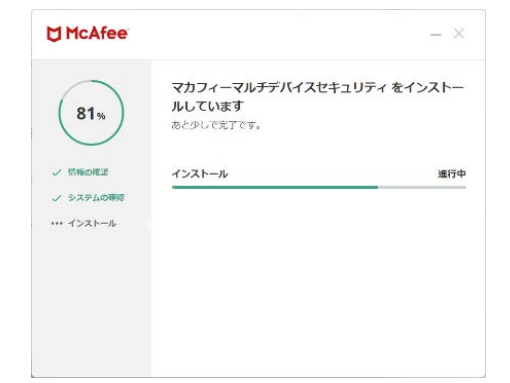 McAfee
マカフィーマルチデバイスセキュリティ をインストー
ルしています
あと少しで完了です。
81%
✓ 情報の確認
✓ システムの確認
••• インストール
インストール 進行中